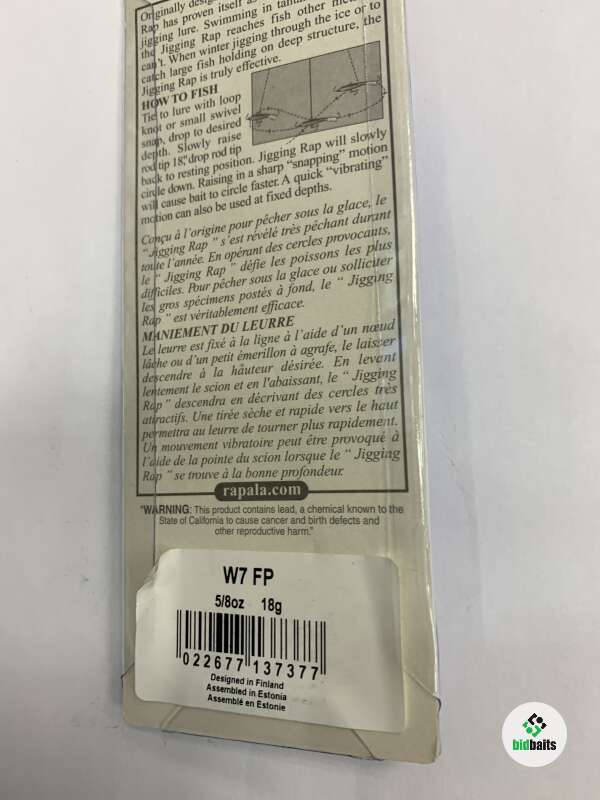 Originally desig
Rap has proven itself as
jigging lure. Swimming in tanta
the Jigging Rap reaches fish other me
can't. When winter jigging through the ice or to
catch large fish holding on deep structure, the
Jigging Rap is truly effective.
HOW TO FISH
Tie to lure with loop
knot or small swivel
snap, drop to desired
depth. Slowly raise
rod tip 18", drop rod tip
back to resting position. Jigging Rap will slowly
circle down. Raising in a sharp "snapping" motion
will cause bait to circle faster. A quick "vibrating"
motion can also be used at fixed depths.
Conçu à l'origine pour pêcher sous la glace, le
"Jigging Rap" s'est révélé très pêchant durant
toute l'année. En opérant des cercles provocants,
le "Jigging Rap" défie les poissons les plus
difficiles. Pour pêcher sous la glace ou solliciter
les gros spécimens postés à fond, le "Jigging
Rap" est véritablement efficace.
MANIEMENT DU LEURRE
Le leurre est fixé à la ligne à l'aide d'un nœud
lâche ou d'un petit émerillon à agrafe, le laisser
descendre à la hâuteur désirée. En levant
lentement le scion et en l'abaissant, le "Jigging
Rap" descendra en décrivant des cercles très
attractifs. Une tirée sèche et rapide vers le haut
permettra au leurre de tourner plus rapidement.
Un mouvement vibratoire peut être provoqué à
l'aide de la pointe du scion lorsque le "Jigging
Rap" se trouve à la bonne profondeur.
rapala.com
"WARNING: This product contains lead, a chemical known to the
State of California to cause cancer and birth defects and
other reproductive harm."
W7 FP
5/8oz 18g
0 22677 13737 7
Designed in Finland
Assembled in Estonia
Assemblé en Estonie
bidbaits